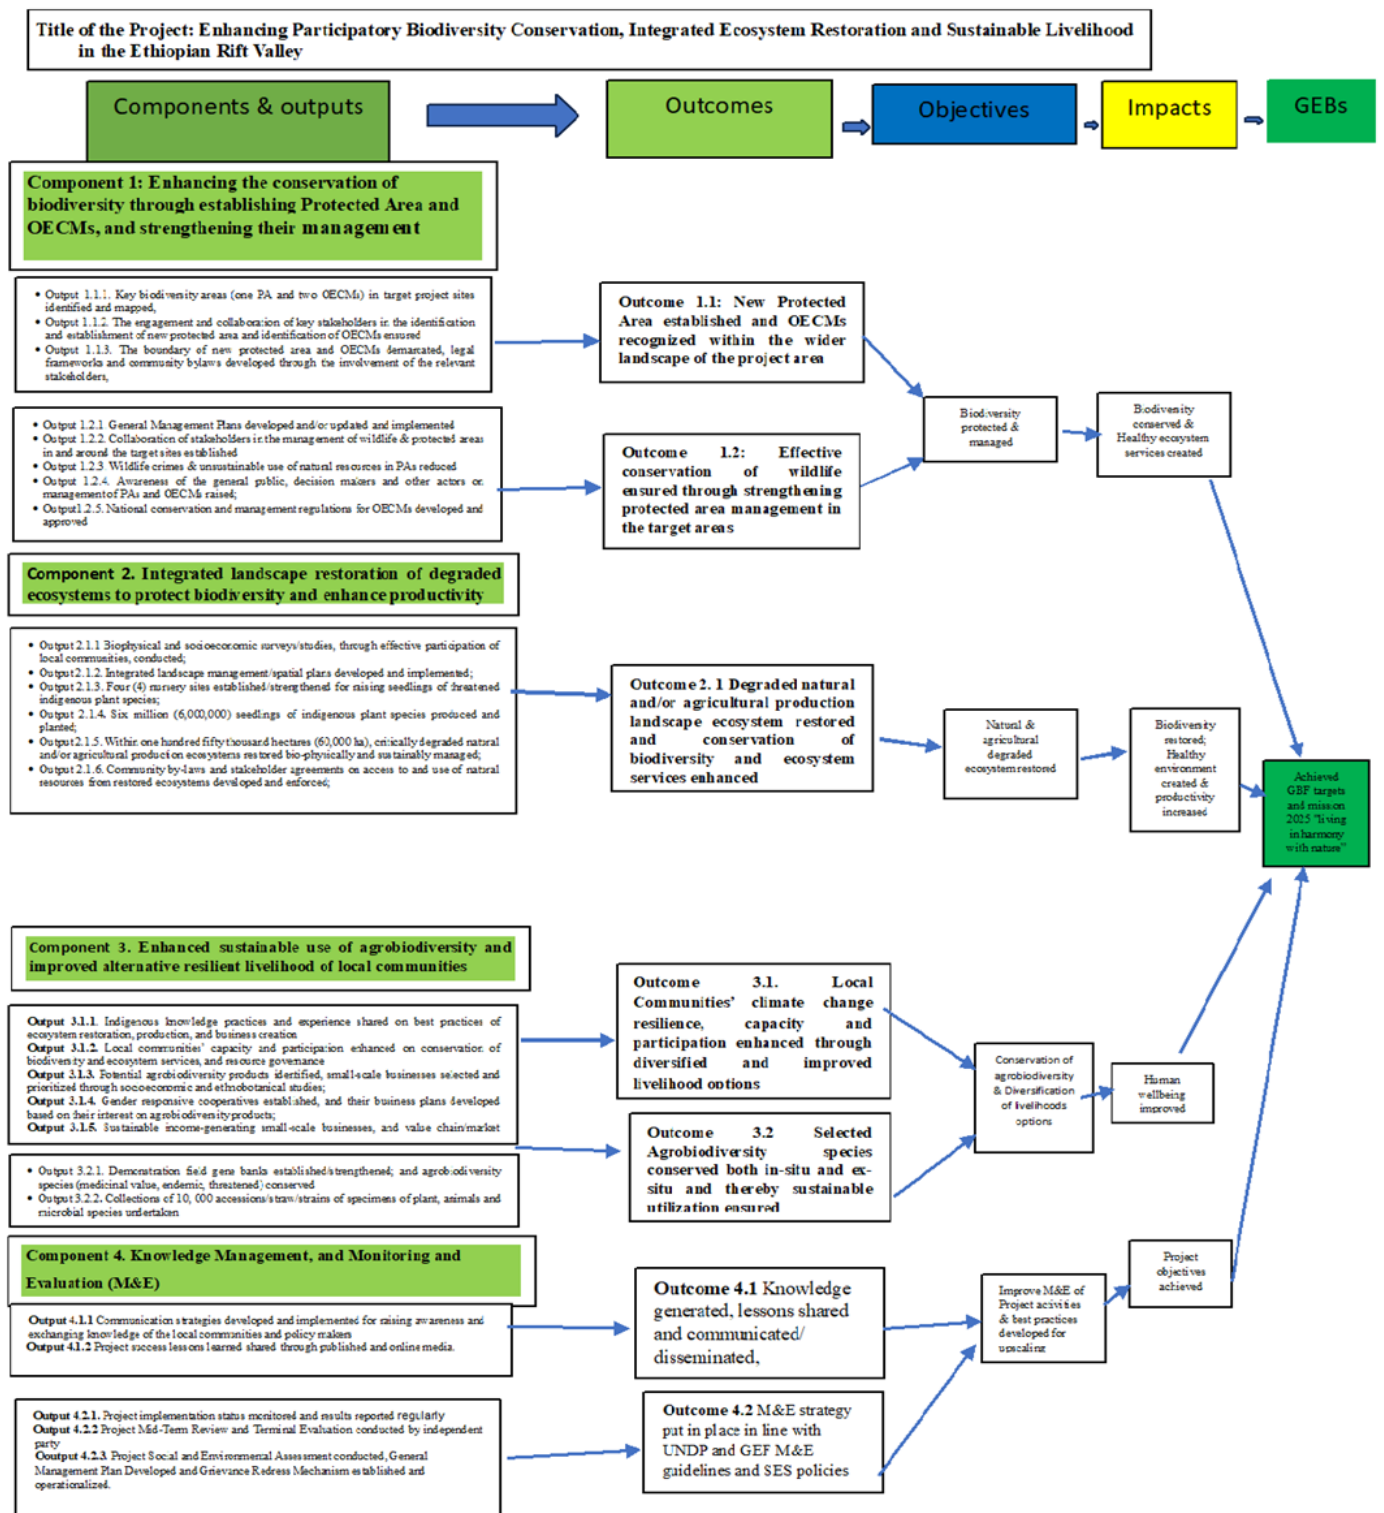 Title of the Project: Enhancing Participatory Biodiversity Conservation, Integrated Ecosystem Restoration and Sustainable Livelihood
in the Ethiopian Rift Valley
Components & outputs
Outcomes
Objectives
Impacts
GEBs
Component 1: Enhancing the conservation of
biodiversity through establishing Protected Area and
OECMs, and strengthening their management
• Output 1.1.1. Key biodiversity areas (one PA and two OECMs) in target project sites
identified and mapped,
• Output 1.1.2. The engagement and collaboration of key stakeholders in the identification
and establishment of new protected area and identification of OECMs ensured
• Output 1.1.3. The boundary of new protected area and OECMs demarcated, legal
frameworks and community bylaws developed through the involvement of the relevant
stakeholders,
Outcome 1.1: New Protected
Area established and OECMs
recognized within the wider
landscape of the project area
• Output 1.2.1 General Management Plans developed and/or updated and implemented
• Output 1.2.2. Collaboration of stakeholders in the management of wildlife & protected areas
in and around the target sites established
• Output 1.2.3 Wildlife crimes & unsustainable use of natural resources in PAs reduced
• Output 1.2.4. Awareness of the general public, decision makers and other actors on
management of PAs and OECMs raised;
• Output1.2.5. National conservation and management regulations for OECMs developed and
approved
Outcome 1.2: Effective
conservation of wildlife
ensured through strengthening
protected area management in
the target areas
Biodiversity
protected &
managed
Biodiversity
conserved &
Healthy ecosystem
services created
Component 2. Integrated landscape restoration of degraded
ecosystems to protect biodiversity and enhance productivity
• Output 2.1.1 Biophysical and socioeconomic surveys/studies, through effective participation of
local communities, conducted;
• Output 2.1.2. Integrated landscape management/spatial plans developed and implemented;
• Output 2.1.3. Four (4) nursery sites established/strengthened for raising seedlings of threatened
indigenous plant species;
• Output 2.1.4. Six million (6,000,000) seedlings of indigenous plant species produced and
planted;
• Output 2.1.5. Within one hundred fifty thousand hectares (60,000 ha), critically degraded natural
and/or agricultural production ecosystems restored bio-physically and sustainably managed;
• Output 2.1.6. Community by-laws and stakeholder agreements on access to and use of natural
resources from restored ecosystems developed and enforced;
Outcome 2. 1 Degraded natural
and/or agricultural production
landscape ecosystem restored
and conservation of
biodiversity and ecosystem
services enhanced
Natural &
agricultural
degraded
ecosystem restored
Biodiversity
restored;
Healthy
environment
created &
productivity
increased
Achieved
GBF targets
and mission
2025 "living
in harmony
with nature"
Component 3. Enhanced sustainable use of agrobiodiversity and
improved alternative resilient livelihood of local communities
Output 3.1.1. Indigenous knowledge practices and experience shared on best practices of
ecosystem restoration, production, and business creation
Output 3.1.2. Local communities' capacity and participation enhanced on conservation of
biodiversity and ecosystem services, and resource governance
Output 3.1.3. Potential agrobiodiversity products identified, small-scale businesses selected and
prioritized through socioeconomic and ethnobotanical studies;
Output 3.1.4. Gender responsive cooperatives established, and their business plans developed
based on their interest on agrobiodiversity products;
Output 3.1.5. Sustainable income-generating small-scale businesses, and value chain/market
Outcome 3.1. Local
Communities' climate change
resilience, capacity and
participation enhanced through
diversified and improved
livelihood options
• Output 3.2.1. Demonstration field gene banks established/strengthened; and agrobiodiversity
species (medicinal value, endemic, threatened) conserved
• Output 3.2.2. Collections of 10, 000 accessions/straw/strains of specimens of plant, animals and
microbial species undertaken
Outcome 3.2 Selected
Agrobiodiversity species
conserved both in-situ and ex-
situ and thereby sustainable
utilization ensured
Conservation of
agrobiodiversity
& Diversification
of livelihoods
options
Human
wellbeing
improved
Component 4. Knowledge Management, and Monitoring and
Evaluation (M&E)
Output 4.1.1 Communication strategies developed and implemented for raising awareness and
exchanging knowledge of the local communities and policy makers
Output 4.1.2 Project success lessons learned shared through published and online media.
Outcome 4.1 Knowledge
generated, lessons shared
and communicated/
disseminated,
Output 4.2.1. Project implementation status monitored and results reported regularly
Output 4.2.2 Project Mid-Term Review and Terminal Evaluation conducted by independent
party
Ooutput 4.2.3. Project Social and Environmental Assessment conducted, General
Management Plan Developed and Grievance Redress Mechanism established and
operationalized.
Outcome 4.2 M&E strategy
put in place in line with
UNDP and GEF M&E
guidelines and SES policies
Improve M&E of
Project activities
& best practices
developed for
upscaling
Project
objectives
achieved